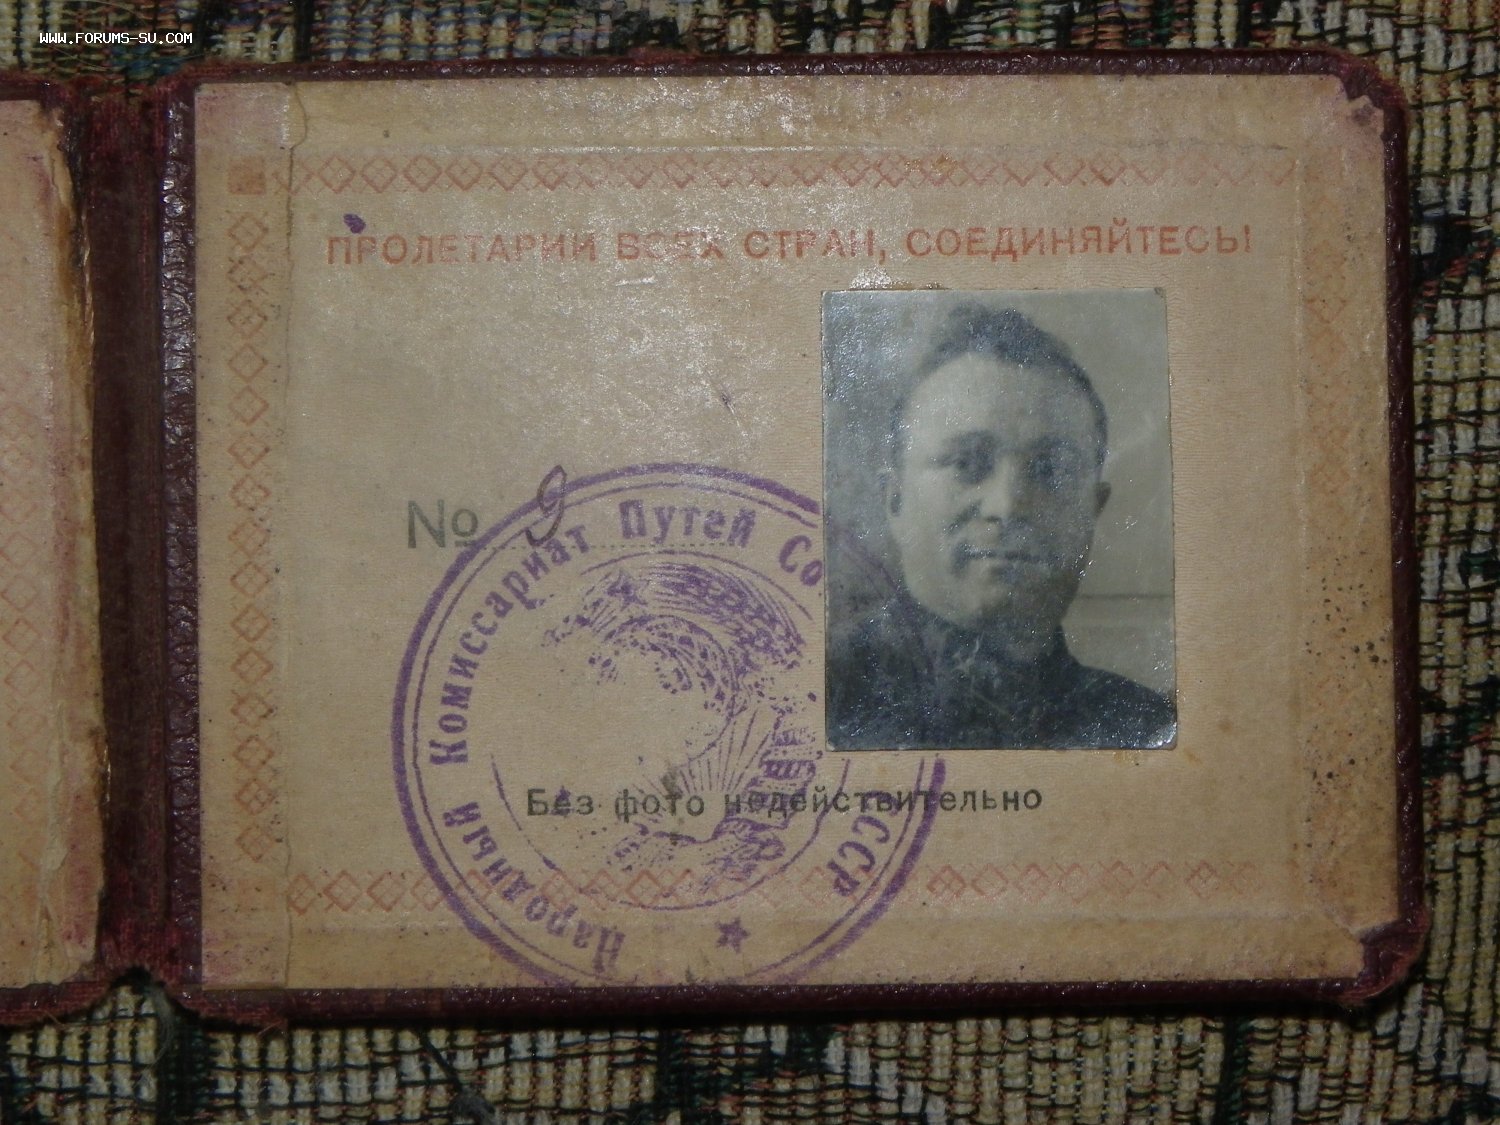 WWW.FORUMS-SU.COM
ПРОЛЕТАРИИ ВСЕХ СТРАН, СОЕДИНЯЙТЕСЬ!
№ 9
Народный Комиссариат Путей Со
СССР
Без фото недействительно